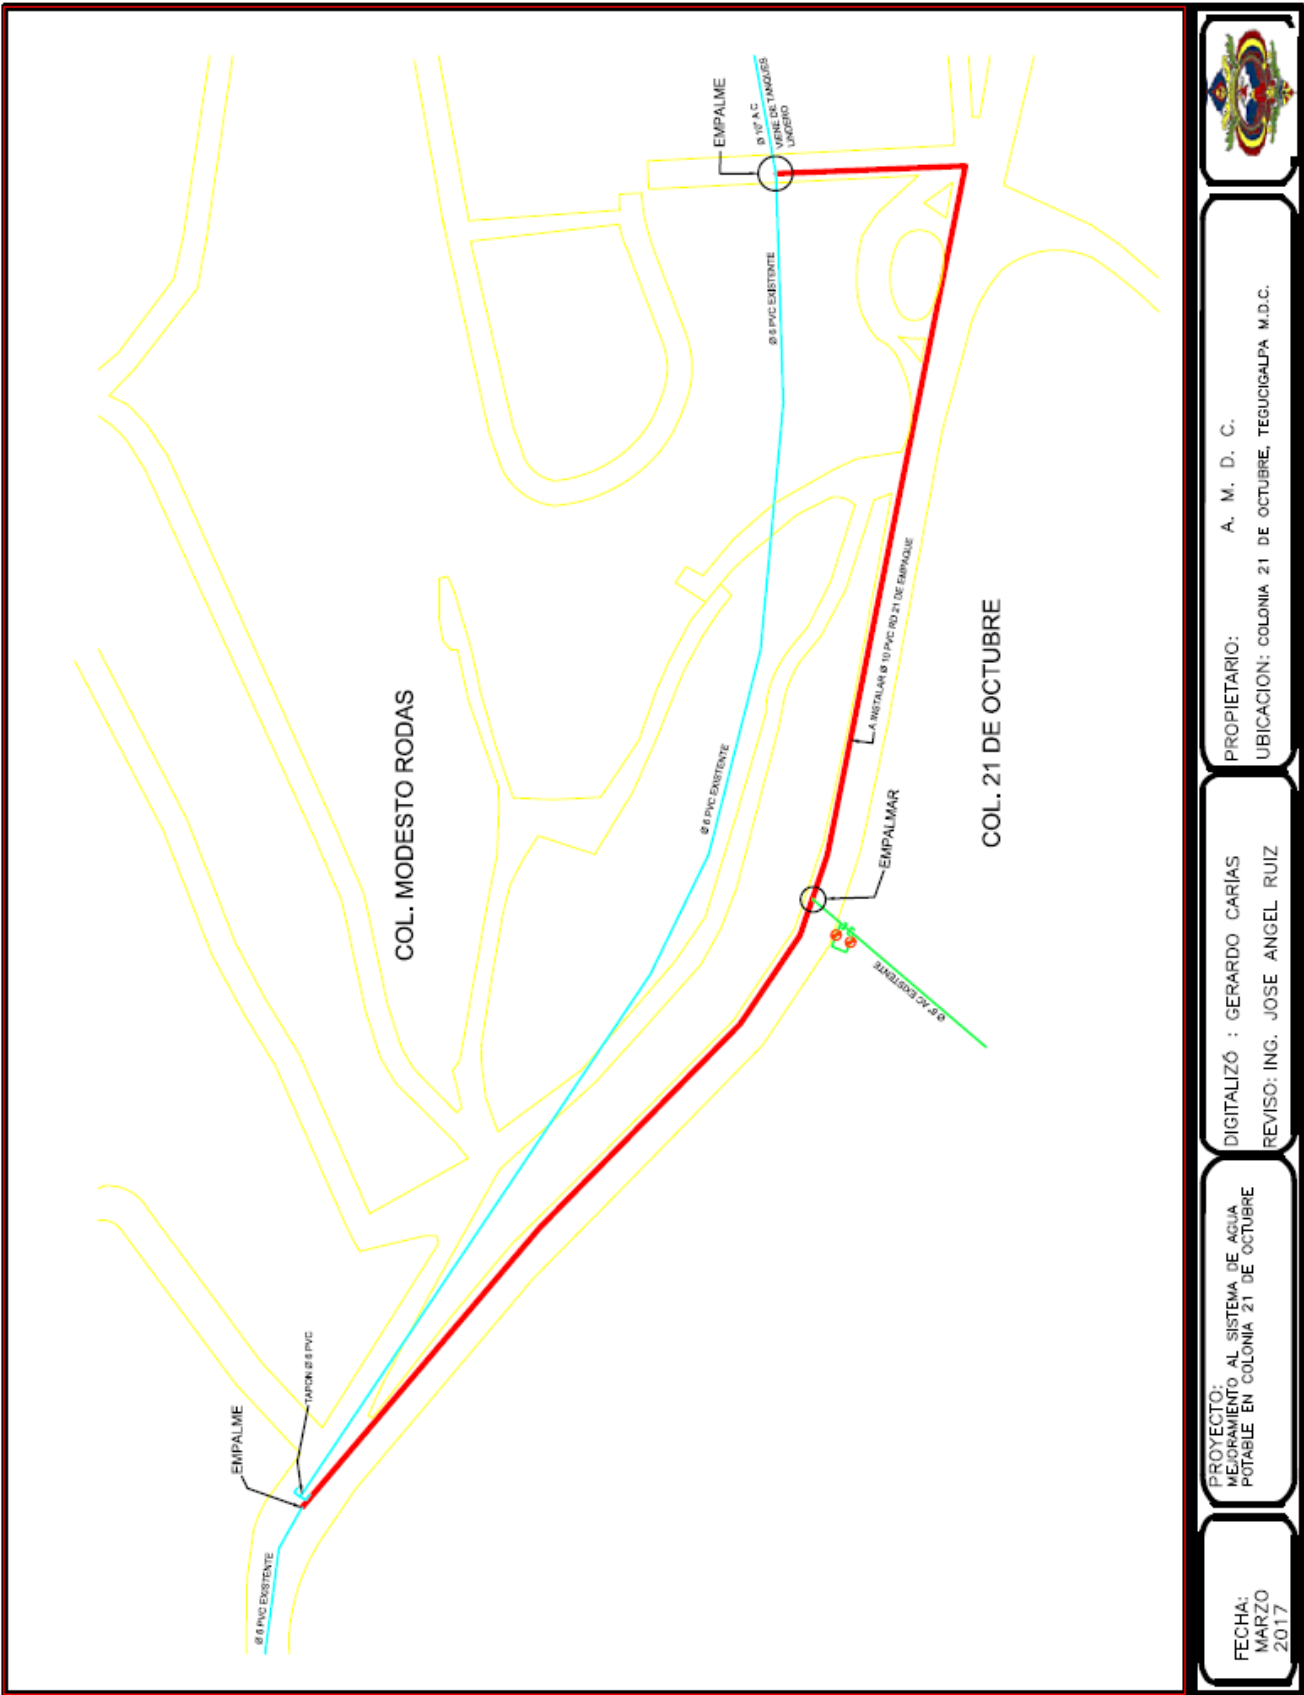 EMPALME
Ø 6 PVC EXISTENTE
TAPON Ø 6 PVC
COL. MODESTO RODAS
Ø 6 PVC EXISTENTE
Ø 6 PVC EXISTENTE
EMPALME
Ø 10" A C
VIENE DE TANQUES
LINDERO
A INSTALAR Ø 10 PVC RD 21 DE EMPAQUE
EMPALMAR
Ø 6" AC EXISTENTE
COL. 21 DE OCTUBRE
FECHA:
MARZO
2017
PROYECTO:
MEJORAMIENTO AL SISTEMA DE AGUA
POTABLE EN COLONIA 21 DE OCTUBRE
DIGITALIZÓ : GERARDO CARÍAS
REVISO: ING. JOSE ANGEL RUIZ
PROPIETARIO: A. M. D. C.
UBICACION: COLONIA 21 DE OCTUBRE, TEGUCIGALPA M.D.C.